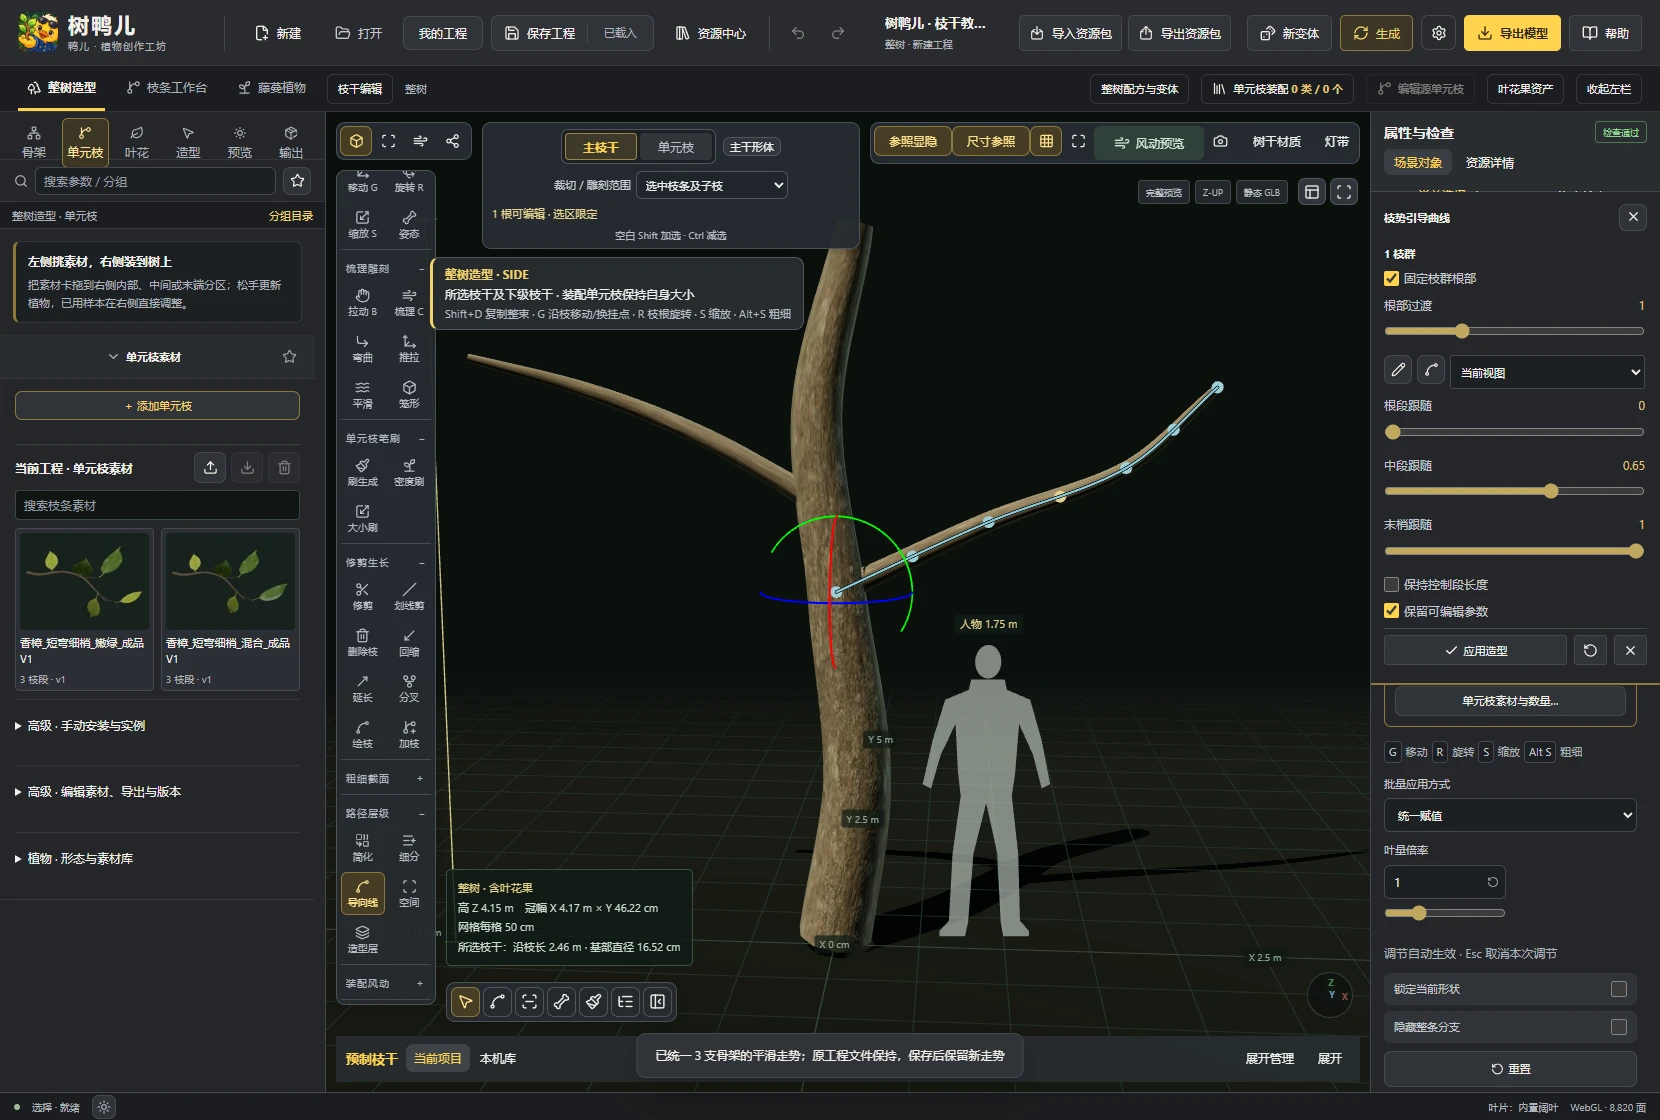 树鸭儿
鸭儿 · 植物创作工坊
新建
打开
我的工程
保存工程
已载入
资源中心
树鸭儿 · 枝干教...
整树 · 新建工程
导入资源包
导出资源包
新变体
生成
导出模型
帮助
整树造型
枝条工作台
藤蔓植物
枝干编辑
整树
整树配方与变体
单元枝装配 0 类 / 0 个
编辑源单元枝
叶花果资产
收起左栏
骨架
单元枝
叶花
造型
预览
输出
搜索参数 / 分组
整树造型 · 单元枝
分组目录
左侧挑素材，右侧装到树上
把素材卡拖到右侧内部、中间或末端分区；松手更新
植物，已用样本在右侧直接调整。
单元枝素材
+ 添加单元枝
当前工程 · 单元枝素材
搜索枝条素材
香樟_短穹细梢_嫩绿_成品
V1
3 枝段 · v1
香樟_短穹细梢_混合_成品
V1
3 枝段 · v1
高级 · 手动安装与实例
高级 · 编辑素材、导出与版本
植物 · 形态与素材库
选择 · 就绪
移动 G
旋转 R
缩放 S
姿态
梳理雕刻 −
拉动 B
梳理 C
弯曲
推拉
平滑
笼形
单元枝笔刷 −
刷生成
密度刷
大小刷
修剪生长 −
修剪
划线剪
删除枝
回缩
延长
分叉
绘枝
加枝
粗细截面 +
路径层级 −
简化
细分
导向线
空间
造型层
装配风动 +
主枝干
单元枝
主干形体
裁切 / 雕刻范围
选中枝条及子枝
1 根可编辑 · 选区限定
空白 Shift 加选 · Ctrl 减选
整树造型 · SIDE
所选枝干及下级枝干 · 装配单元枝保持自身大小
Shift+D 复制整束 · G 沿枝移动/换挂点 · R 枝根旋转 · S 缩放 · Alt+S 粗细
参照显隐
尺寸参照
风动预览
树干材质
灯带
完整预览
Z-UP
静态 GLB
人物 1.75 m
Y 5 m
Y 2.5 m
X 0 cm
X 2.5 m
m
Z
Y
X
整树 · 含叶花果
高 Z 4.15 m 冠幅 X 4.17 m × Y 46.22 cm
网格每格 50 cm
所选枝干：沿枝长 2.46 m · 基部直径 16.52 cm
预制枝干
当前项目
本机库
已统一 3 支骨架的平滑走势；原工程文件保持，保存后保留新走势
展开管理
展开
属性与检查
检查通过
场景对象
资源详情
枝势引导曲线
1 枝群
固定枝群根部
根部过渡 1
当前视图
根段跟随 0
中段跟随 0.65
末梢跟随 1
保持控制段长度
保留可编辑参数
应用造型
单元枝素材与数量...
G 移动 R 旋转 S 缩放 Alt S 粗细
批量应用方式
统一赋值
叶量倍率
1
调节自动生效 · Esc 取消本次调节
锁定当前形状
隐藏整条分支
重置
叶片：内置阔叶
WebGL · 8,820 面